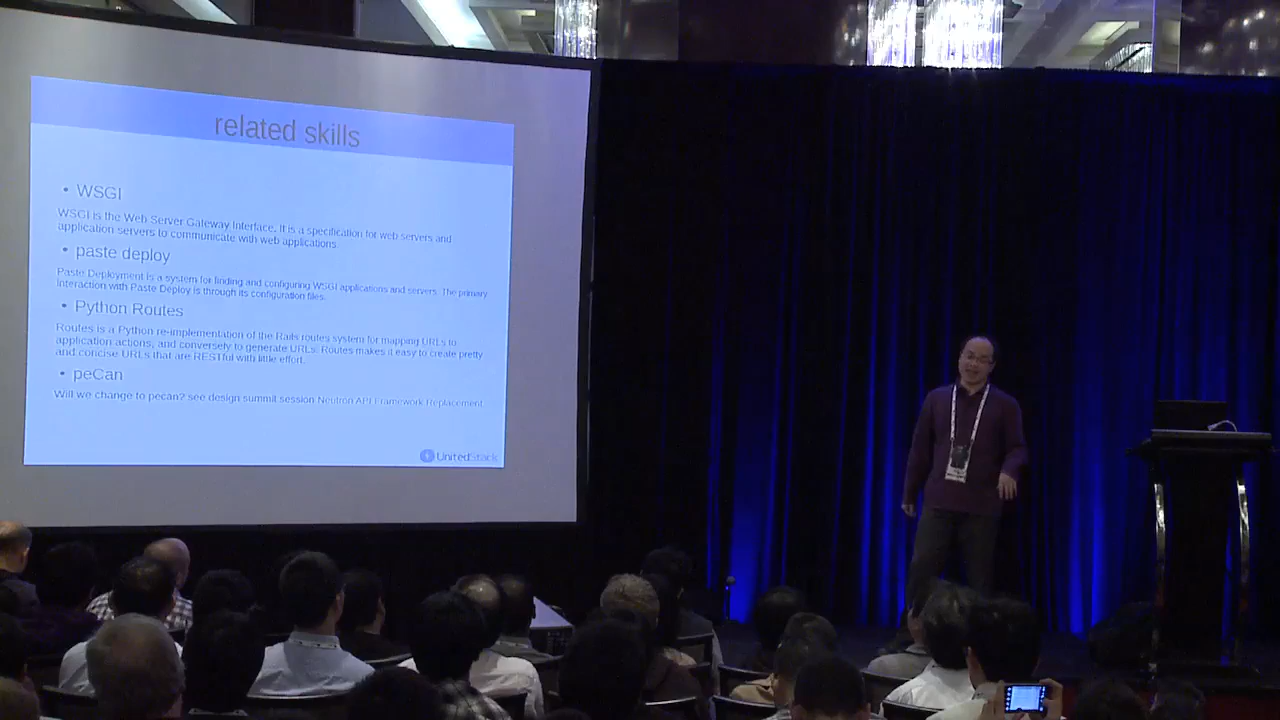 related skills
• WSGI
WSGI is the Web Server Gateway Interface. It is a specification for web servers and
application servers to communicate with web applications.
• paste deploy
Paste Deployment is a system for finding and configuring WSGI applications and servers. The primary
interaction with Paste Deploy is through its configuration files.
• Python Routes
Routes is a Python re-implementation of the Rails routes system for mapping URLs to
application actions, and conversely to generate URLs. Routes makes it easy to create pretty
and concise URLs that are RESTful with little effort.
• peCan
Will we change to pecan? see design summit session Neutron API Framework Replacement
UnitedStack